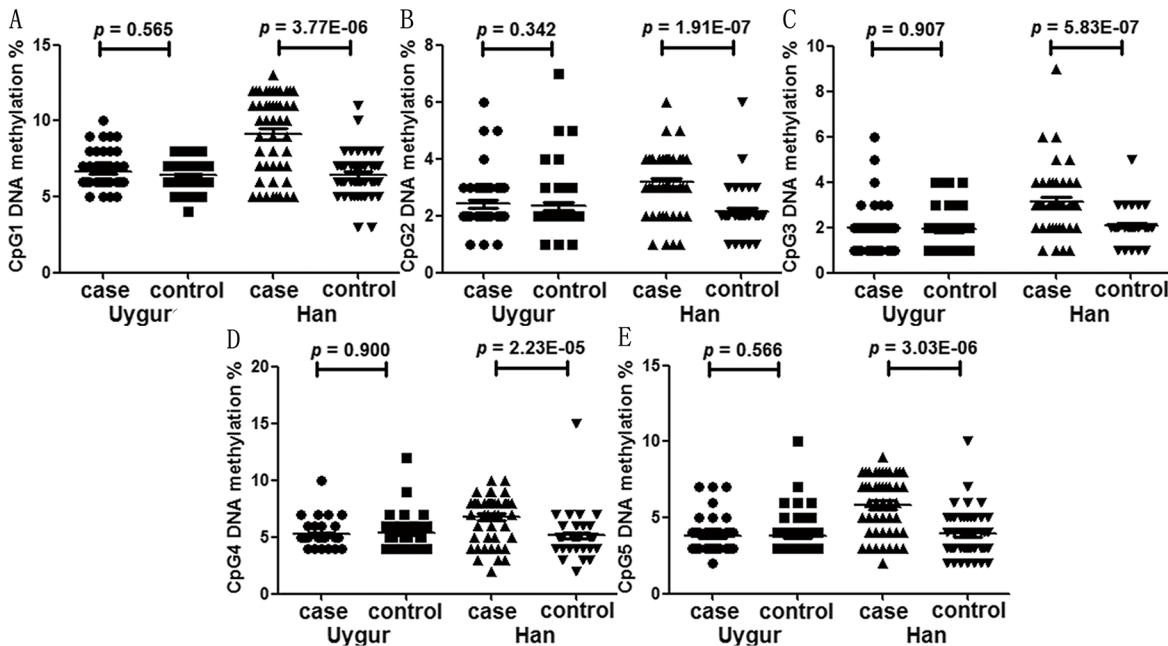 A
p = 0.565
p = 3.77E-06
CpG1 DNA methylation %
15
10
5
0
case
control
case
control
Uygur
Han
B
p = 0.342
p = 1.91E-07
CpG2 DNA methylation %
8
6
4
2
0
case
control
case
control
Uygur
Han
C
p = 0.907
p = 5.83E-07
CpG3 DNA methylation %
10
8
6
4
2
0
case
control
case
control
Uygur
Han
D
p = 0.900
p = 2.23E-05
CpG4 DNA methylation %
20
15
10
5
0
case
control
case
control
Uygur
Han
E
p = 0.566
p = 3.03E-06
CpG5 DNA methylation %
15
10
5
0
case
control
case
control
Uygur
Han